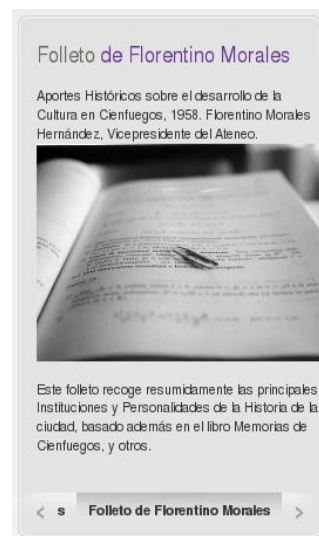 Folleto de Florentino Morales
Aportes Históricos sobre el desarrollo de la
Cultura en Cienfuegos, 1958. Florentino Morales
Hernández, Vicepresidente del Ateneo.
Este folleto recoge resumidamente las principales
Instituciones y Personalidades de la Historia de la
ciudad, basado además en el libro Memorias de
Cienfuegos, y otros.
< s Folleto de Florentino Morales >